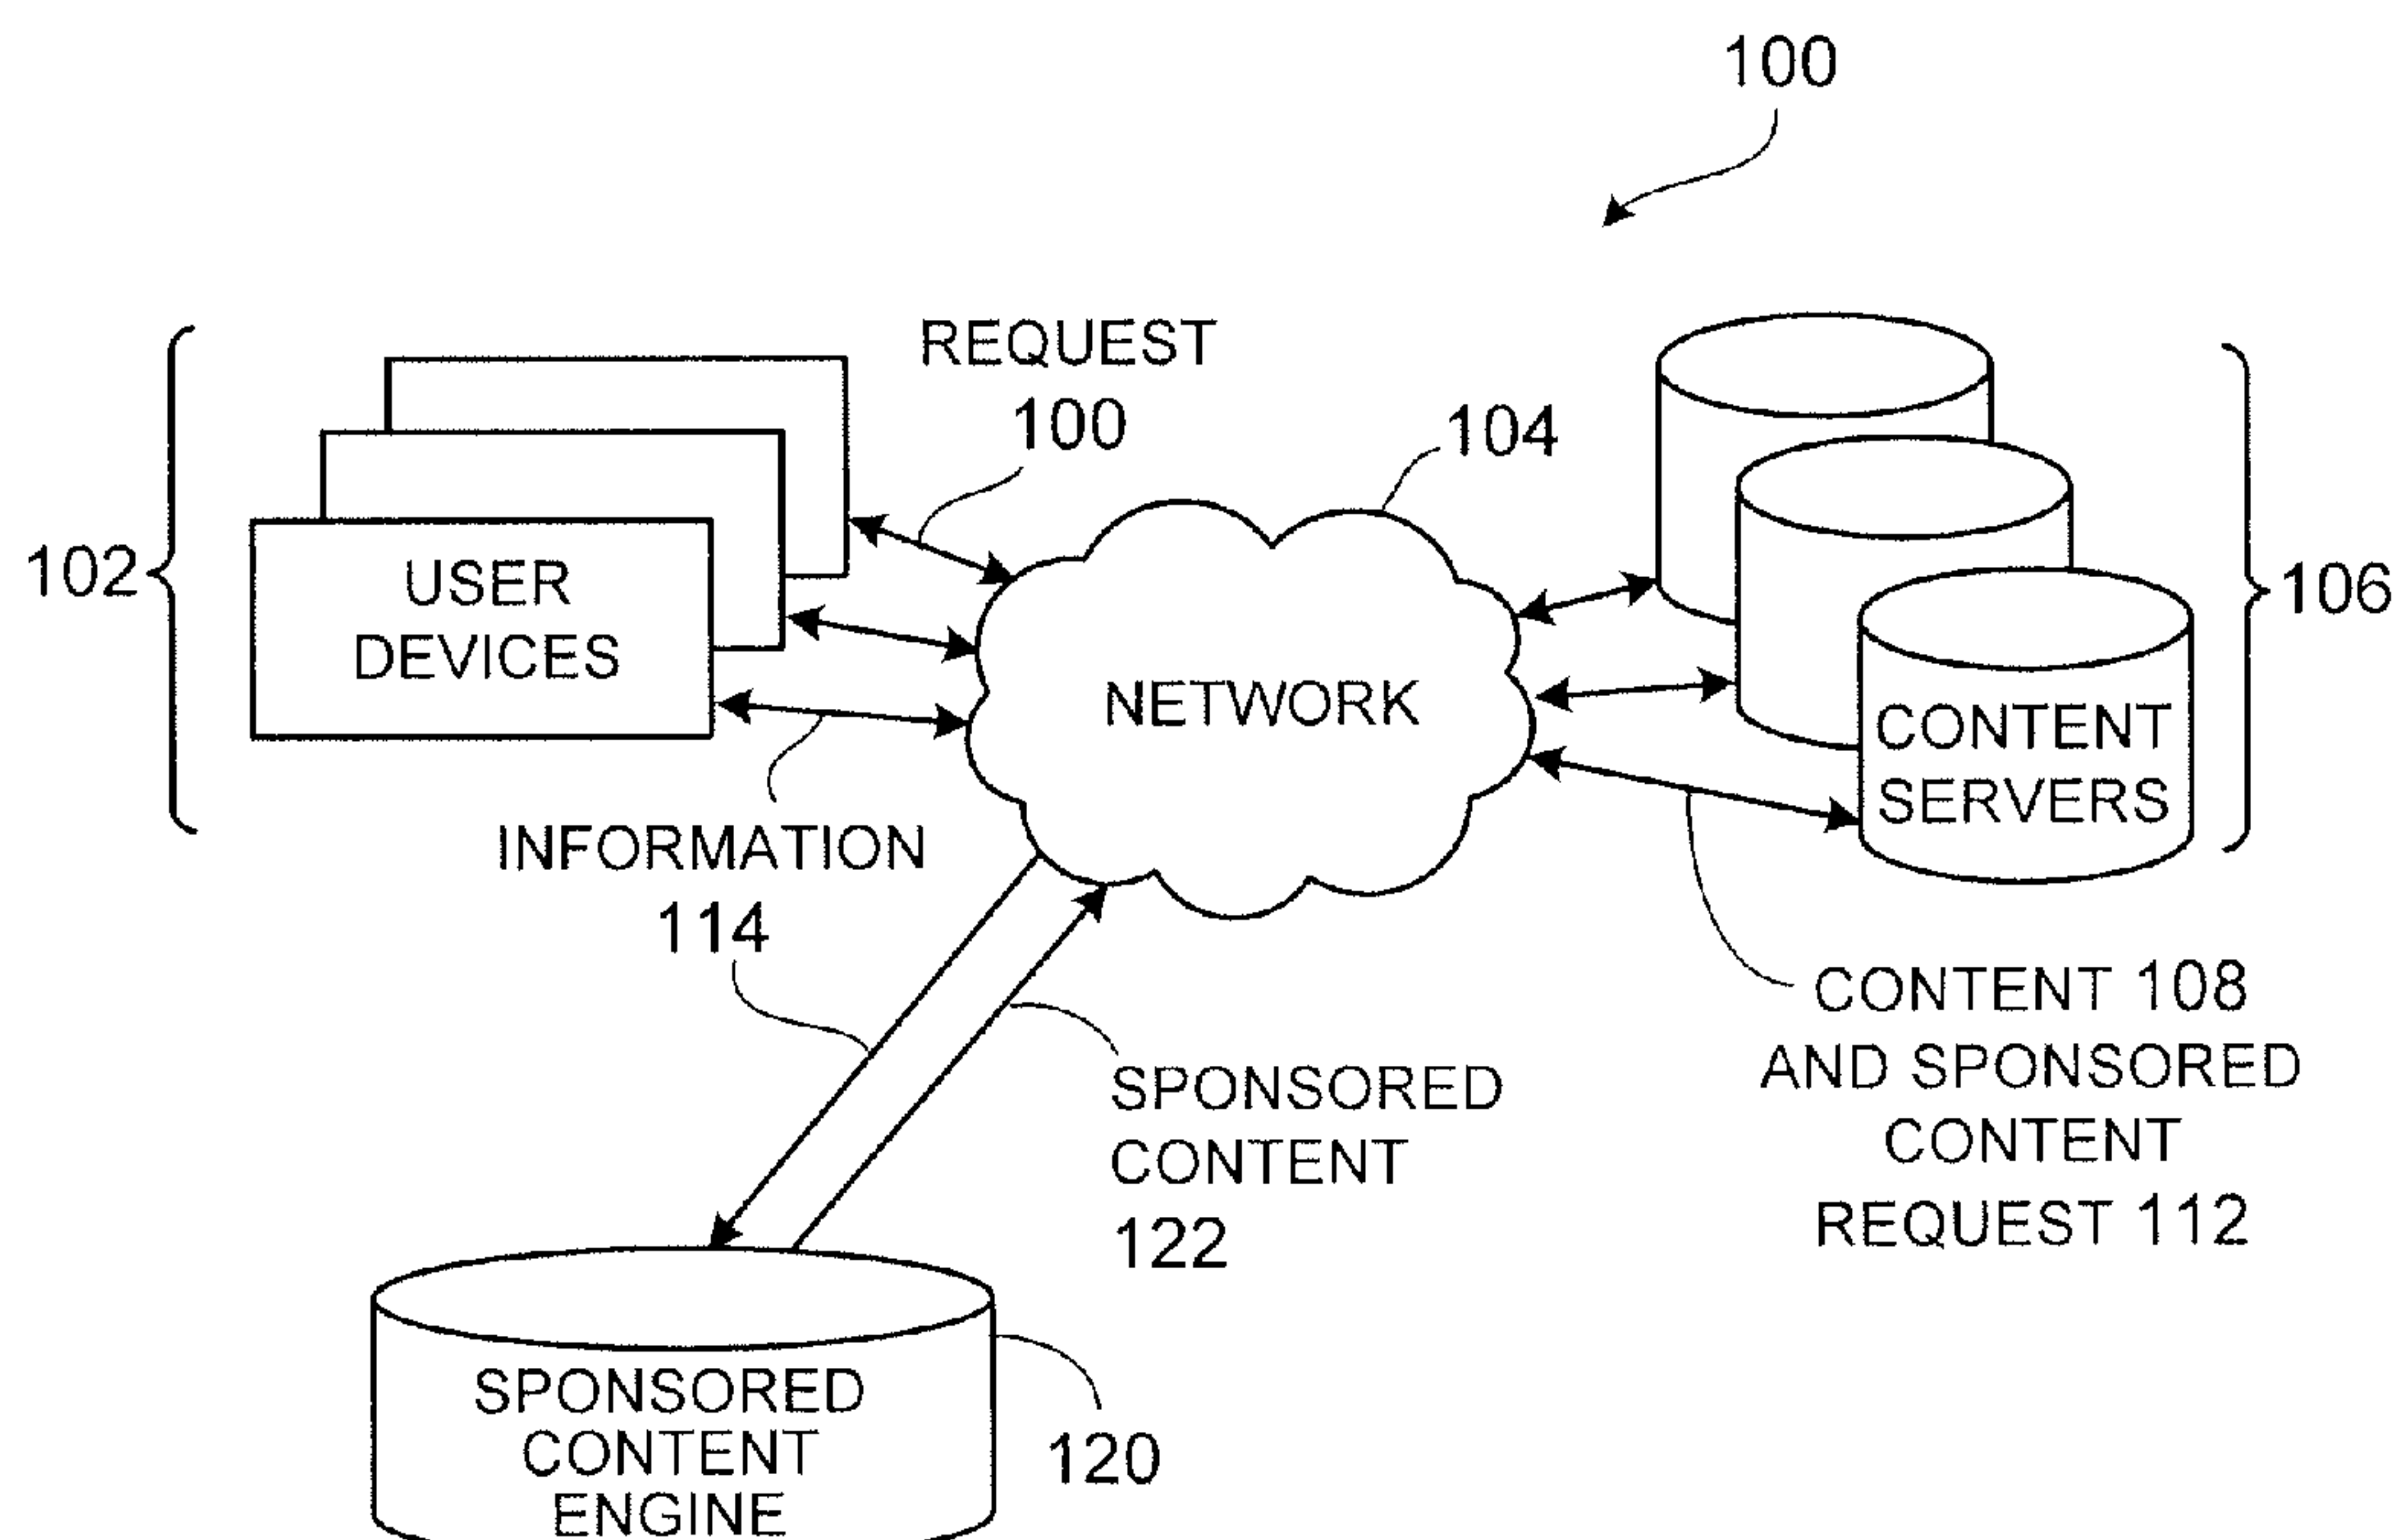 100
REQUEST
100
104
102
USER
DEVICES
NETWORK
106
CONTENT
SERVERS
INFORMATION
114
CONTENT 108
AND SPONSORED
CONTENT
REQUEST 112
SPONSORED
CONTENT
122
SPONSORED
CONTENT
ENGINE
120